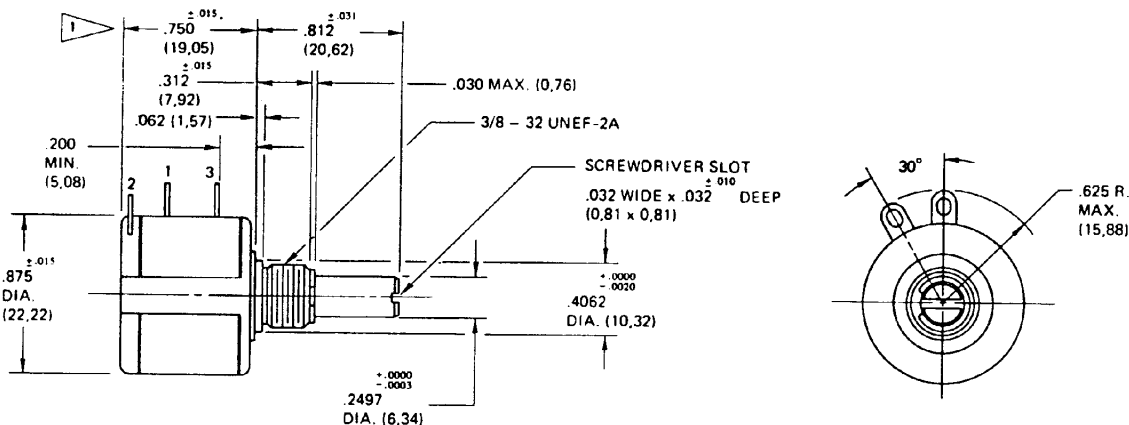 1
± .015.
.750
(19,05)
± .031
.812
(20,62)
± .015
.312
(7,92)
.062 (1,57)
.030 MAX. (0,76)
3/8 – 32 UNEF-2A
.200
MIN.
(5,08)
SCREWDRIVER SLOT
.032 WIDE x .032 ± .010 DEEP
(0,81 x 0,81)
2
1
3
.875 ± .015
DIA.
(22,22)
+ .0000
– .0020
.4062
DIA. (10,32)
+ .0000
– .0003
.2497
DIA. (6,34)
30°
.625 R.
MAX.
(15,88)